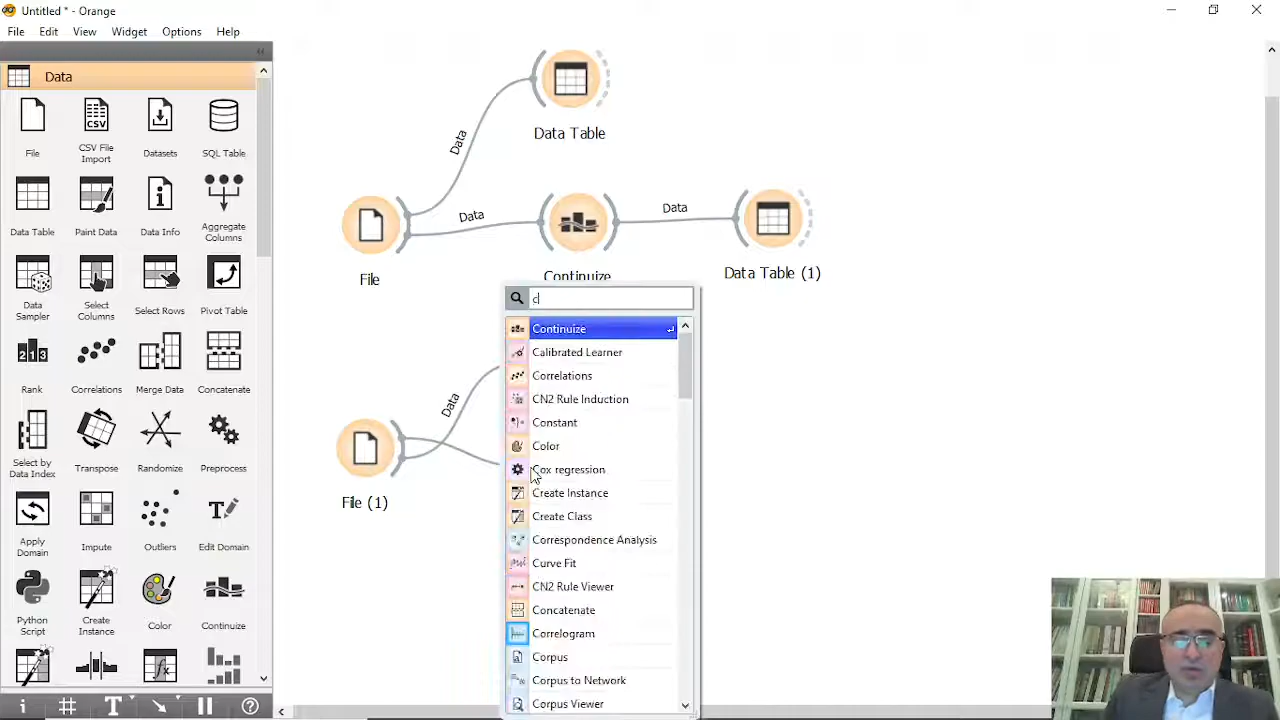 Untitled * - Orange
File Edit View Widget Options Help
Data
File
CSV File Import
Datasets
SQL Table
Data Table
Paint Data
Data Info
Aggregate Columns
Data Sampler
Select Columns
Select Rows
Pivot Table
Rank
Correlations
Merge Data
Concatenate
Select by Data Index
Transpose
Randomize
Preprocess
Apply Domain
Impute
Outliers
Edit Domain
Python Script
Create Instance
Color
Continuize
Data Table
Data
File
Data
Continuize
Data
Data Table (1)
File (1)
Data
c
Continuize
Calibrated Learner
Correlations
CN2 Rule Induction
Constant
Color
Cox regression
Create Instance
Create Class
Correspondence Analysis
Curve Fit
CN2 Rule Viewer
Concatenate
Correlogram
Corpus
Corpus to Network
Corpus Viewer